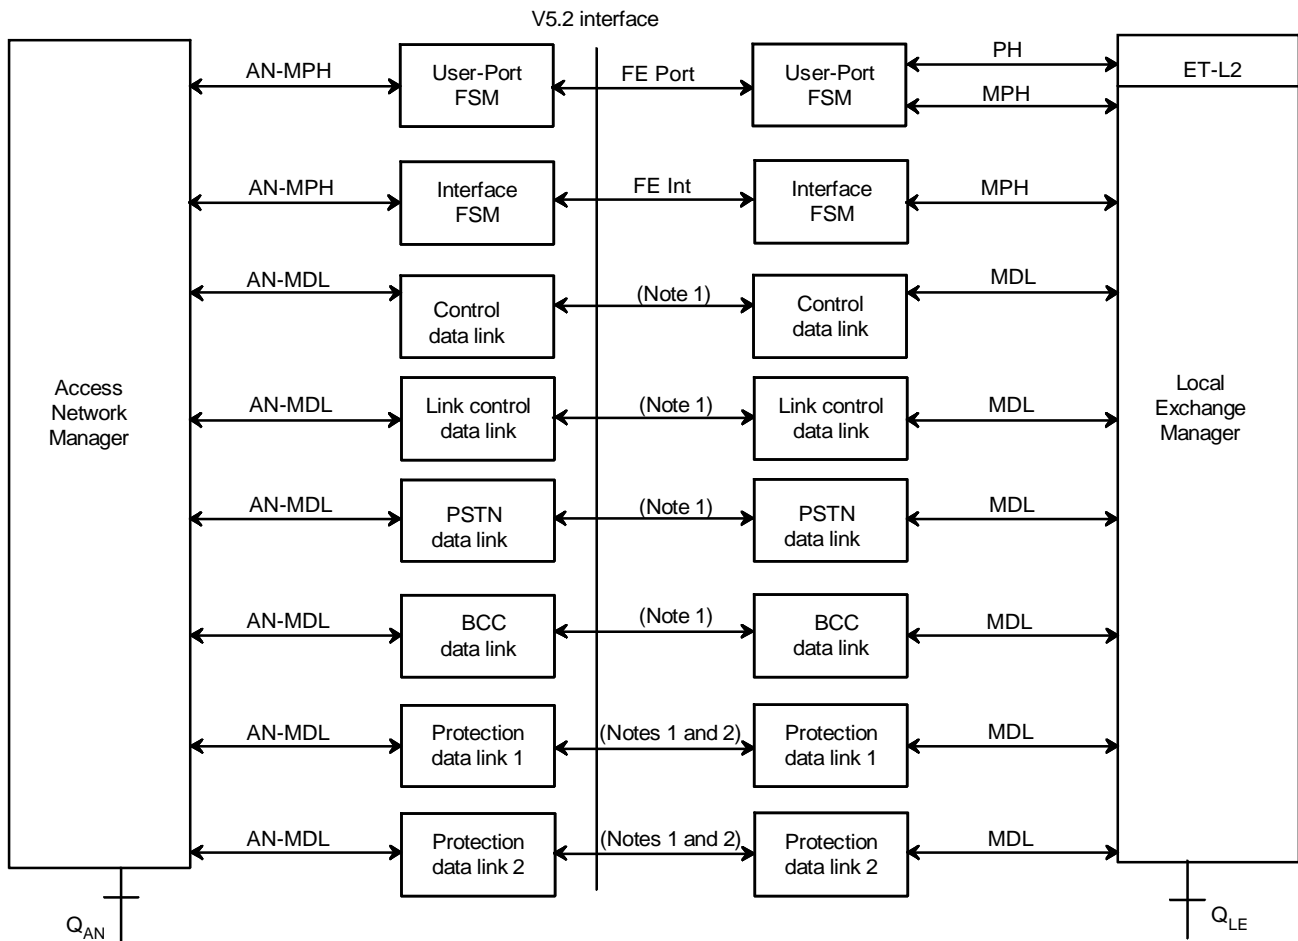 V5.2 interface
AN-MPH
User-Port
FSM
FE Port
User-Port
FSM
PH
MPH
ET-L2
AN-MPH
Interface
FSM
FE Int
Interface
FSM
MPH
AN-MDL
Control
data link
(Note 1)
Control
data link
MDL
Access
Network
Manager
AN-MDL
Link control
data link
(Note 1)
Link control
data link
MDL
Local
Exchange
Manager
AN-MDL
PSTN
data link
(Note 1)
PSTN
data link
MDL
AN-MDL
BCC
data link
(Note 1)
BCC
data link
MDL
AN-MDL
Protection
data link 1
(Notes 1 and 2)
Protection
data link 1
MDL
AN-MDL
Protection
data link 2
(Notes 1 and 2)
Protection
data link 2
MDL
QAN
QLE